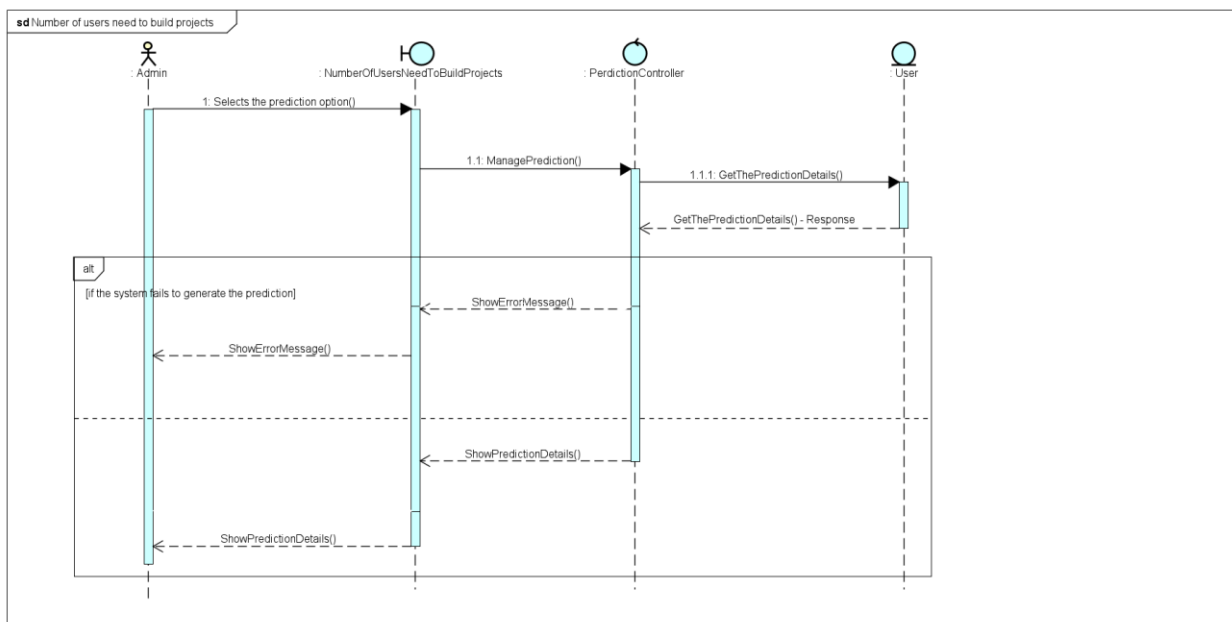 sd Number of users need to build projects
: Admin
: NumberOfUsersNeedToBuildProjects
: PerdictionController
: User
1: Selects the prediction option()
1.1: ManagePrediction()
1.1.1: GetThePredictionDetails()
GetThePredictionDetails() - Response
alt
[if the system fails to generate the prediction]
ShowErrorMessage()
ShowErrorMessage()
ShowPredictionDetails()
ShowPredictionDetails()